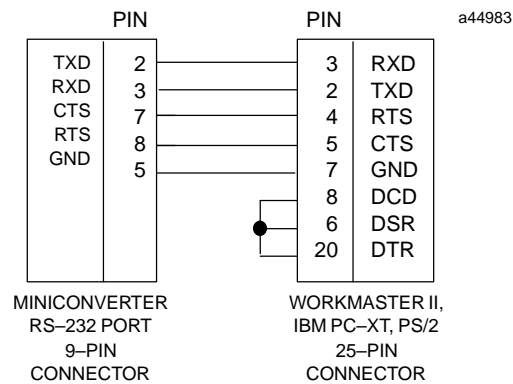 PIN PIN a44983
TXD 2 3 RXD
RXD 3 2 TXD
CTS 7 4 RTS
RTS 8 5 CTS
GND 5 7 GND
8 DCD
6 DSR
20 DTR
MINICONVERTER
RS–232 PORT
9–PIN
CONNECTOR
WORKMASTER II,
IBM PC–XT, PS/2
25–PIN
CONNECTOR